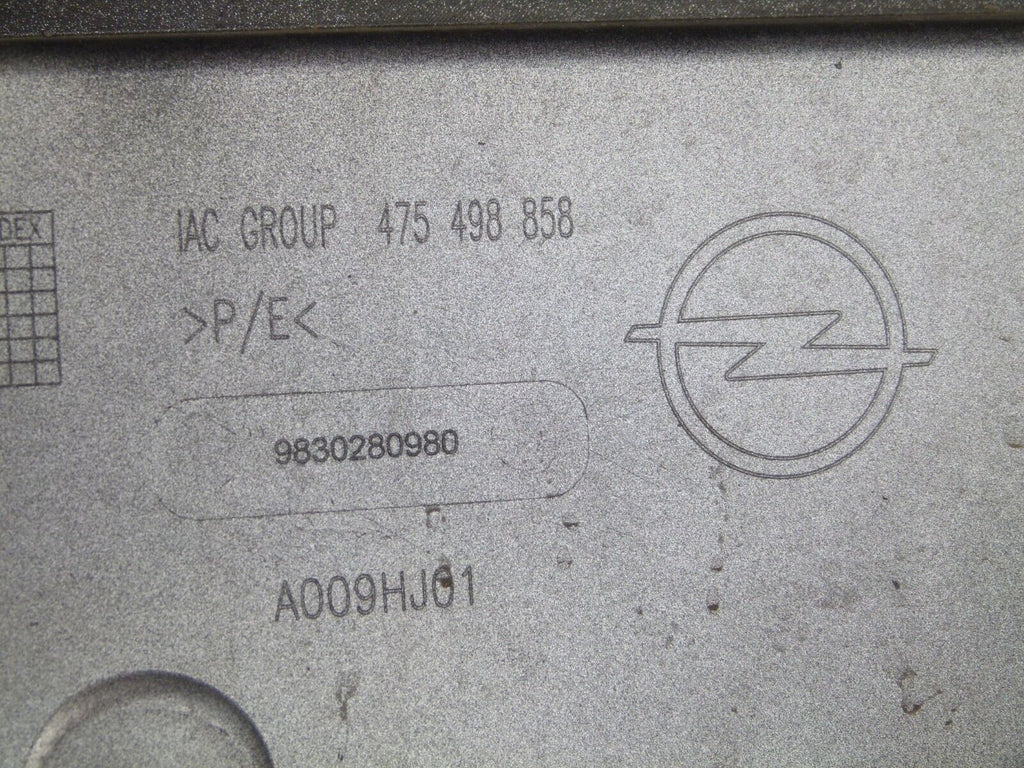 DEX
IAC GROUP 475 498 858
>P/E<
9830280980
A009HJ01